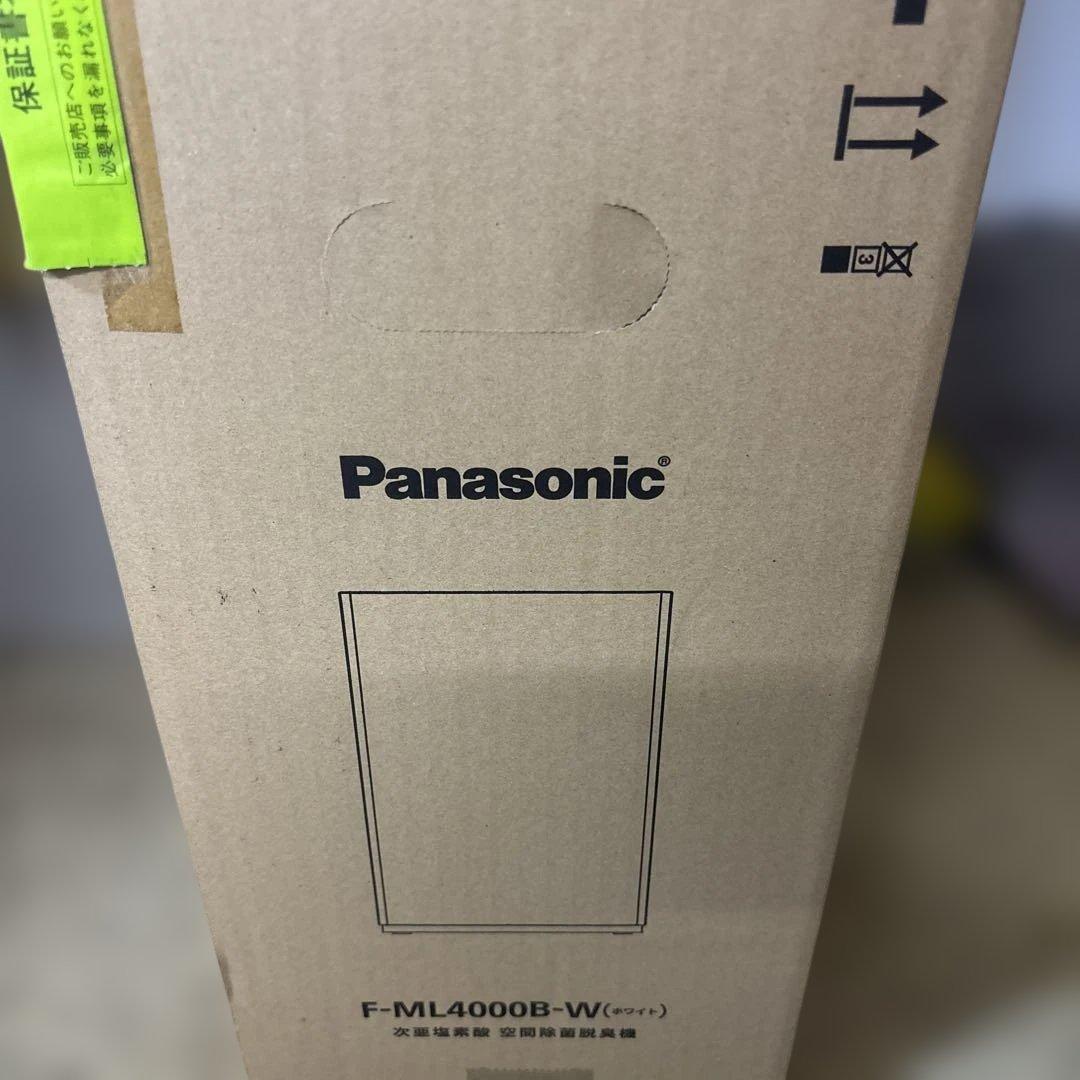 保証書
ご販売店へのお願い
必要事項を漏れなく
3
Panasonic®
F-ML4000B-W(ホワイト)
次亜塩素酸 空間除菌脱臭機